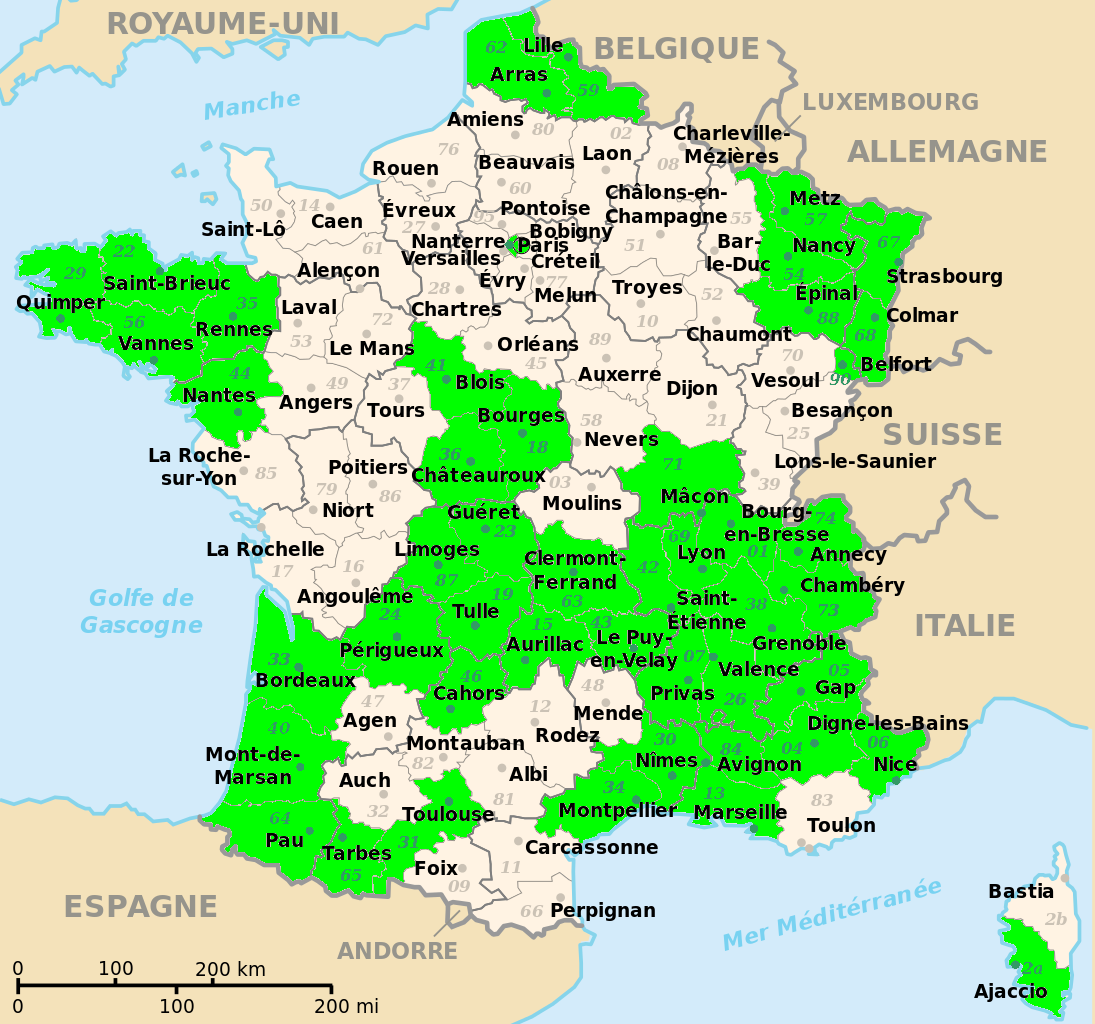 ROYAUME-UNI
BELGIQUE
LUXEMBOURG
ALLEMAGNE
SUISSE
ITALIE
ESPAGNE
ANDORRE
Manche
Golfe de
Gascogne
Mer Méditérranée
62
Lille
Arras
59
Amiens
80
02
Charleville-
Mézières
08
76
Rouen
Beauvais
60
Laon
Châlons-en-
Champagne
51
55
Metz
57
67
50
14
Saint-Lô
Caen
Évreux
27
95
Pontoise
Bobigny
Nanterre
Paris
Versailles
Créteil
Évry
77
Melun
Bar-
le-Duc
Nancy
54
Strasbourg
61
Alençon
22
29
Saint-Brieuc
Quimper
56
Vannes
35
Rennes
Laval
53
72
Le Mans
28
Chartres
Troyes
10
52
Chaumont
Épinal
88
Colmar
68
Orléans
45
89
Auxerre
70
Vesoul
90
Belfort
44
Nantes
49
Angers
37
Tours
41
Blois
Bourges
18
58
Nevers
Dijon
21
Besançon
25
La Roche-
sur-Yon
85
79
Niort
Poitiers
86
36
Châteauroux
03
Moulins
71
Mâcon
Lons-le-Saunier
39
La Rochelle
17
16
Angoulême
Guéret
23
Limoges
87
Clermont-
Ferrand
63
42
69
Lyon
Bourg-
en-Bresse
01
74
Annecy
Chambéry
73
24
Périgueux
19
Tulle
15
Aurillac
43
Le Puy-
en-Velay
Saint-
Étienne
38
Grenoble
33
Bordeaux
46
Cahors
48
Mende
07
Privas
Valence
26
05
Gap
47
Agen
12
Rodez
Digne-les-Bains
04
06
Nice
40
Mont-de-
Marsan
Montauban
82
Albi
81
30
Nîmes
84
Avignon
Auch
32
Toulouse
31
34
Montpellier
13
Marseille
83
Toulon
64
Pau
Tarbes
65
Foix
09
Carcassonne
11
66
Perpignan
Bastia
2b
2a
Ajaccio
0
100
200 km
0
100
200 mi